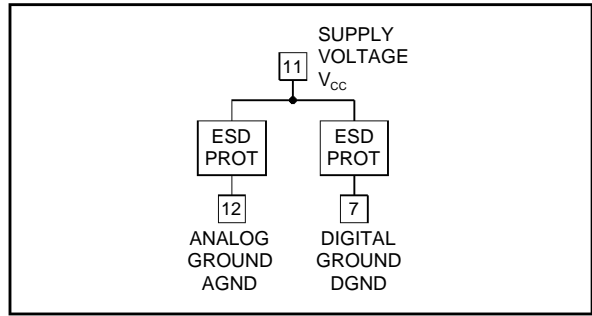 SUPPLY
VOLTAGE
11
VCC
ESD
PROT
ESD
PROT
12
7
ANALOG
GROUND
AGND
DIGITAL
GROUND
DGND